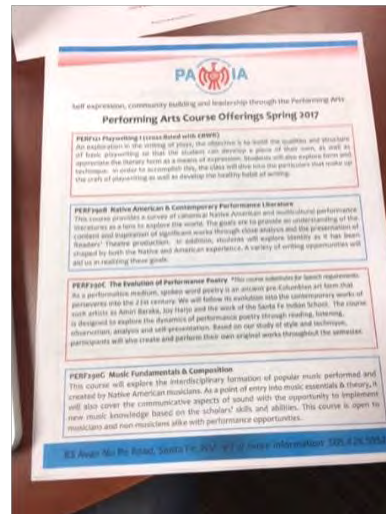 PA IA
Self expression, community building and leadership through the Performing Arts
Performing Arts Course Offerings Spring 2017
PERF121 Playwriting I (cross listed with CRWR)
An exploration in the writing of plays, the objective is to build the qualities and structure
of basic playwriting so that the student can develop a piece of their own, as well as
appreciate the literary form as a means of expression. Students will also explore form and
technique. In order to accomplish this, the class will dive into the particulars that make up
the craft of playwriting as well as develop the healthy habit of writing.
PERF290B Native American & Contemporary Performance Literature
This course provides a survey of canonical Native American and multicultural performance
literatures as a lens to explore the world. The goals are to provide an understanding of the
content and inspiration of significant works through close analysis and the presentation of
Readers' Theatre production. In addition, students will explore identity as it has been
shaped by both the Native and American experience. A variety of writing opportunities will
aid us in realizing these goals.
PERF290C The Evolution of Performance Poetry *This course substitutes for Speech requirements
As a performative medium, spoken word poetry is an ancient pre-Columbian art form that
perseveres into the 21st century. We will follow its evolution into the contemporary works of
such artists as Amiri Baraka, Joy Harjo and the work of the Santa Fe Indian School. The course
is designed to explore the dynamics of performance poetry through reading, listening,
observation, analysis and self-presentation. Based on our study of style and technique,
participants will also create and perform their own original works throughout the semester.
PERF290G Music Fundamentals & Composition
This course will explore the interdisciplinary formation of popular music performed and
created by Native American musicians. As a point of entry into music essentials & theory, it
will also cover the communicative aspects of sound with the opportunity to implement
new music knowledge based on the scholars' skills and abilities. This course is open to
musicians and non musicians alike with performance opportunities.
83 Avan Nu Po Road, Santa Fe, more information 505.424